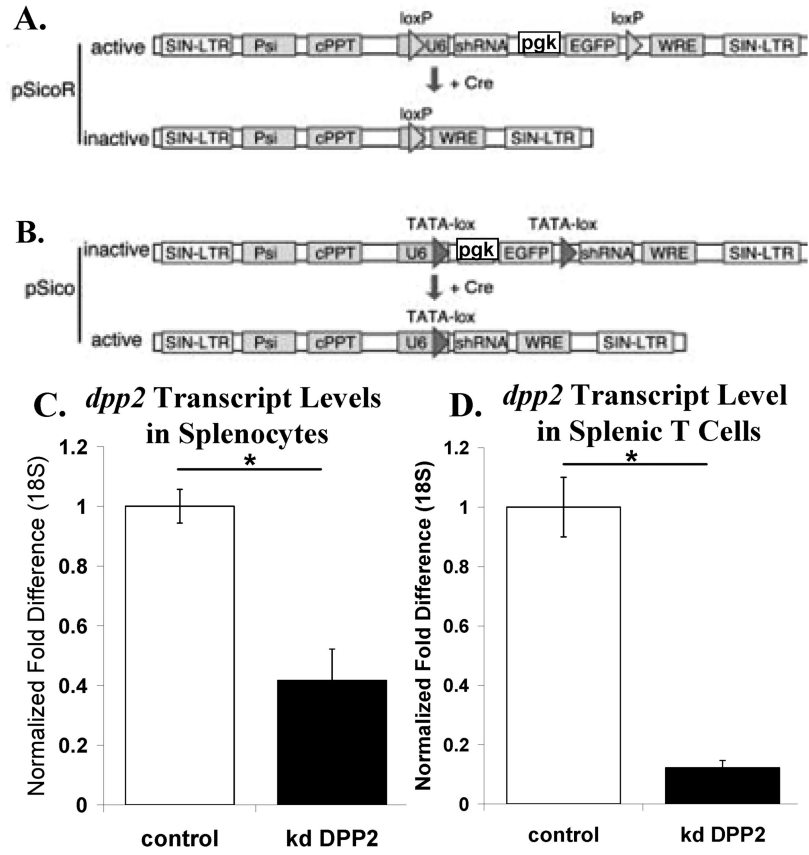 A.
loxP loxP
active SIN-LTR Psi cPPT U6 shRNA pgk EGFP WRE SIN-LTR
pSicoR
+ Cre
loxP
inactive SIN-LTR Psi cPPT WRE SIN-LTR
B.
TATA-lox TATA-lox
inactive SIN-LTR Psi cPPT U6 pgk EGFP shRNA WRE SIN-LTR
pSico
+ Cre
TATA-lox
active SIN-LTR Psi cPPT U6 shRNA WRE SIN-LTR
C. dpp2 Transcript Levels
in Splenocytes
Normalized Fold Difference (18S)
1.2
1
0.8
0.6
0.4
0.2
0
*
control kd DPP2
D. dpp2 Transcript Level
in Splenic T Cells
Normalized Fold Difference (18S)
1.2
1
0.8
0.6
0.4
0.2
0
*
control kd DPP2